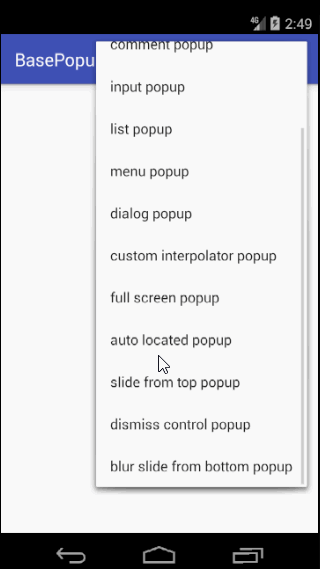 4G 2:49
BasePopu
comment popup
input popup
list popup
menu popup
dialog popup
custom interpolator popup
full screen popup
auto located popup
slide from top popup
dismiss control popup
blur slide from bottom popup